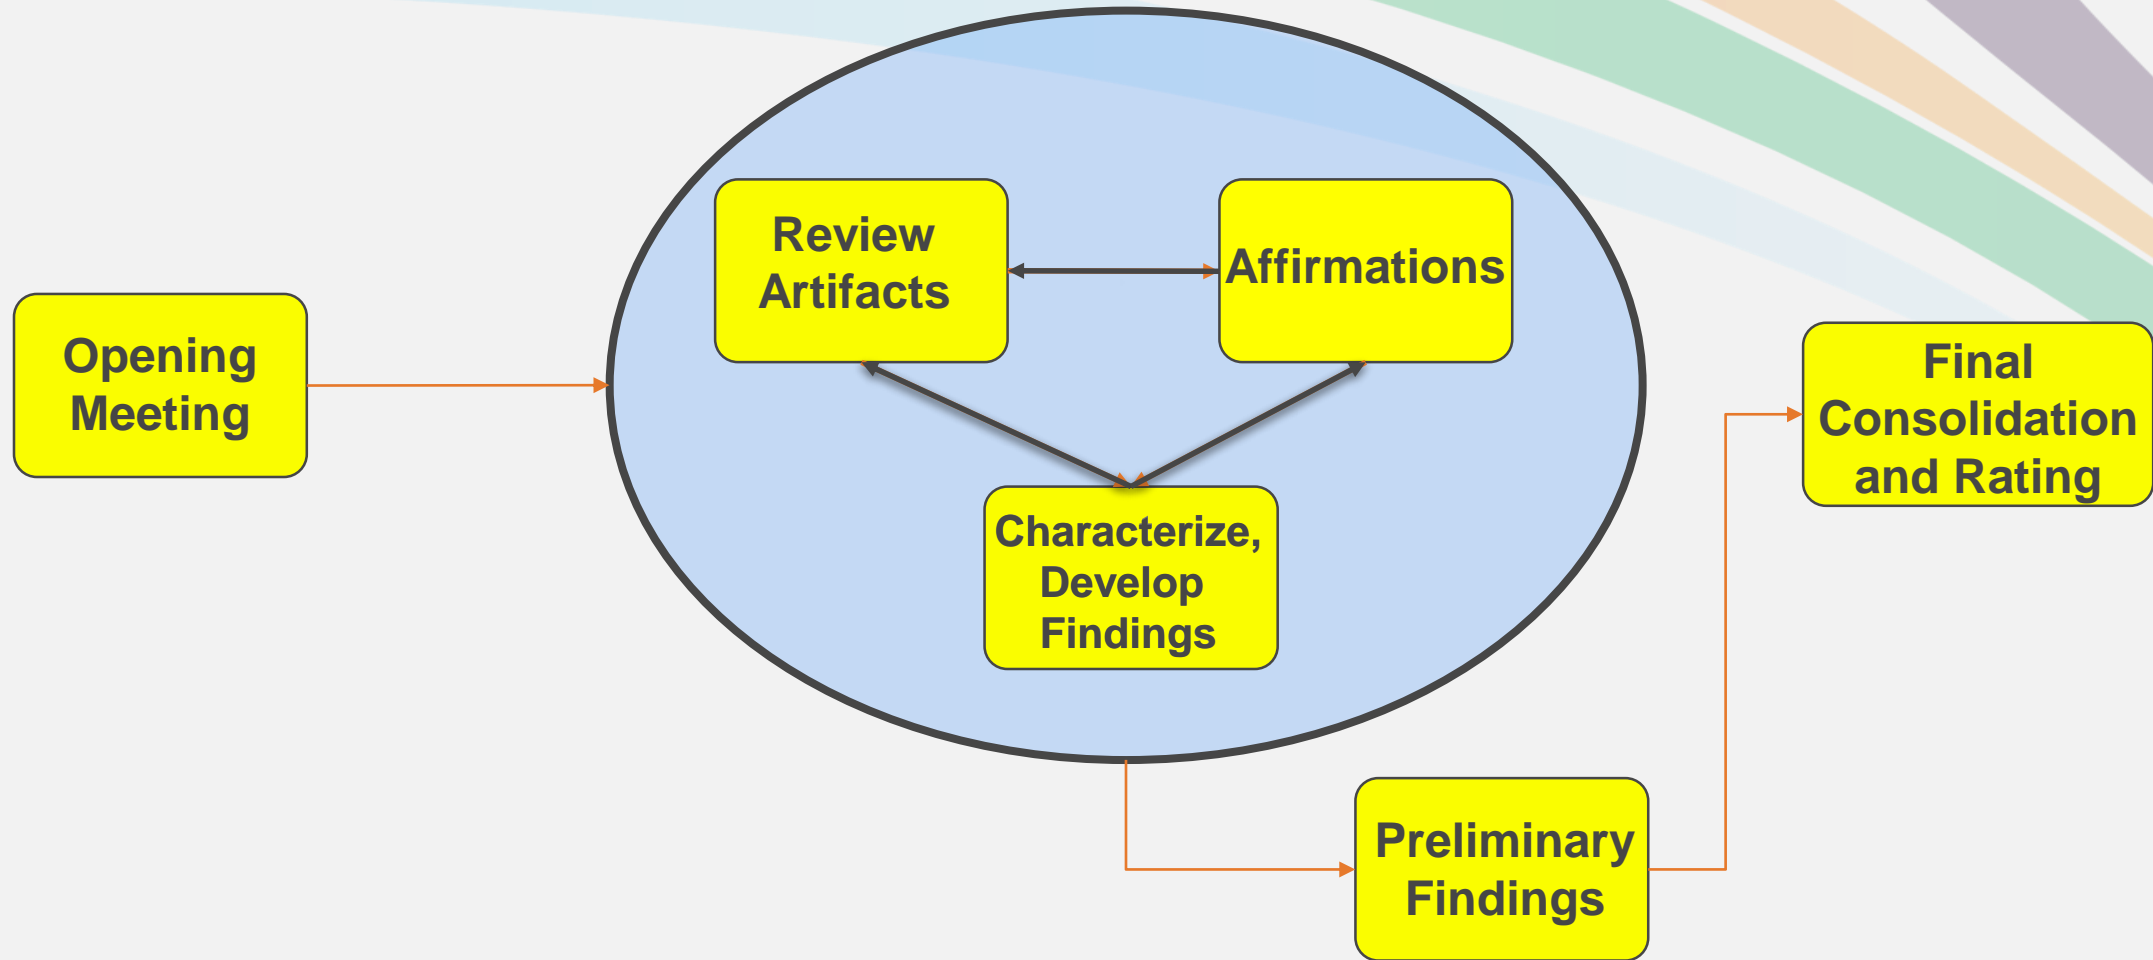 Review
Artifacts
Affirmations
Opening
Meeting
Final
Consolidation
and Rating
Characterize,
Develop
Findings
Preliminary
Findings